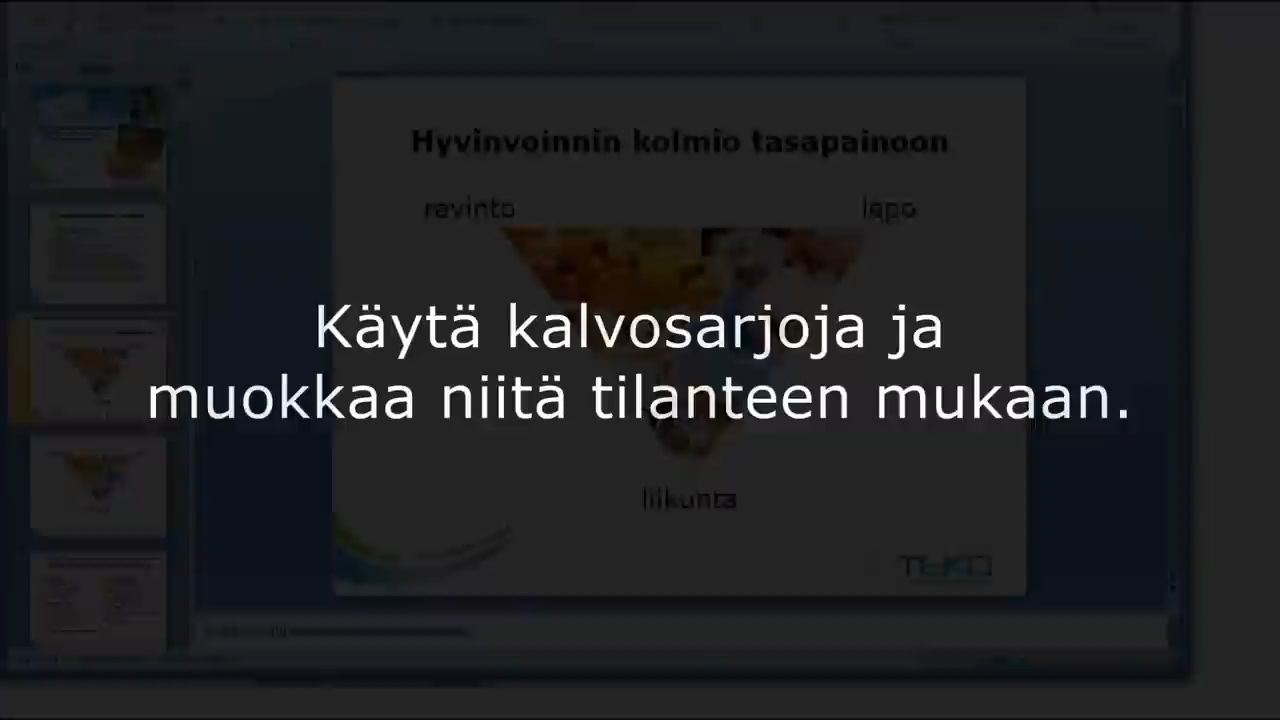 Hyvinvoinnin kolmio tasapainoon
ravinto
lepo
Käytä kalvosarjoja ja
muokkaa niitä tilanteen mukaan.
liikunta
TEKO